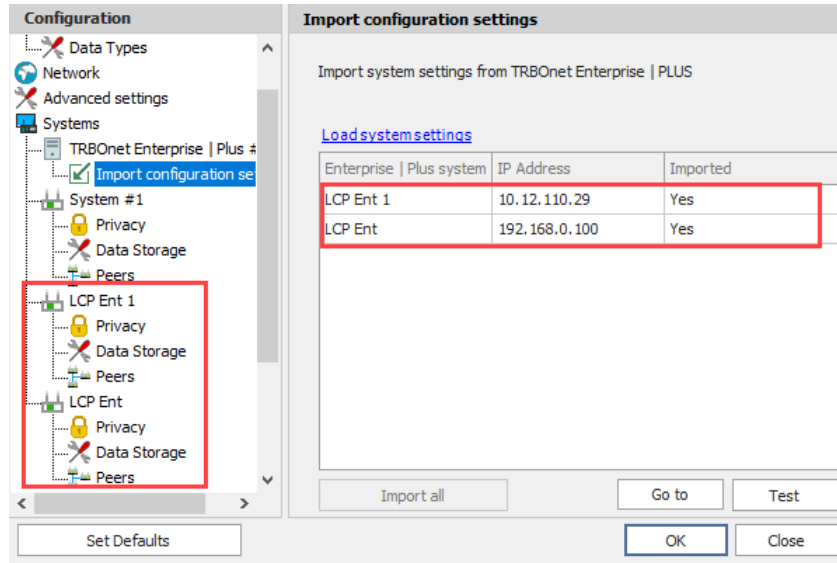 Configuration
Data Types
Network
Advanced settings
Systems
TRBOnet Enterprise | Plus #
Import configuration se
System #1
Privacy
Data Storage
Peers
LCP Ent 1
Privacy
Data Storage
Peers
LCP Ent
Privacy
Data Storage
Peers
Set Defaults
Import configuration settings
Import system settings from TRBOnet Enterprise | PLUS
Load system settings
Enterprise | Plus system IP Address Imported
LCP Ent 1 10.12.110.29 Yes
LCP Ent 192.168.0.100 Yes
Import all Go to Test
OK Close